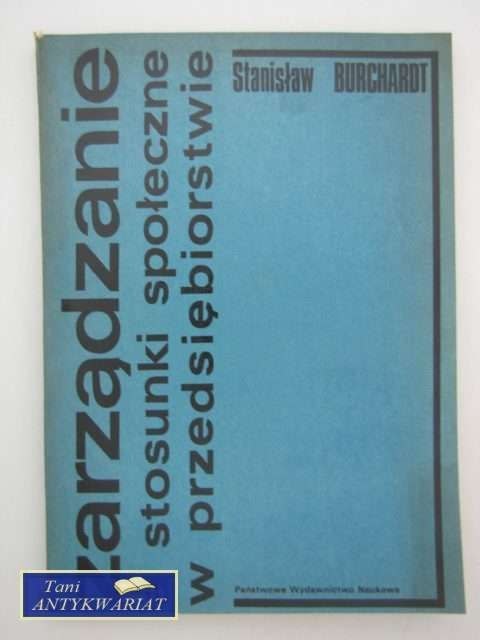 Stanisław BURCHARDT
zarządzanie
stosunki społeczne
w przedsiębiorstwie
Państwowe Wydawnictwo Naukowe
Tani
ANTYKWARIAT